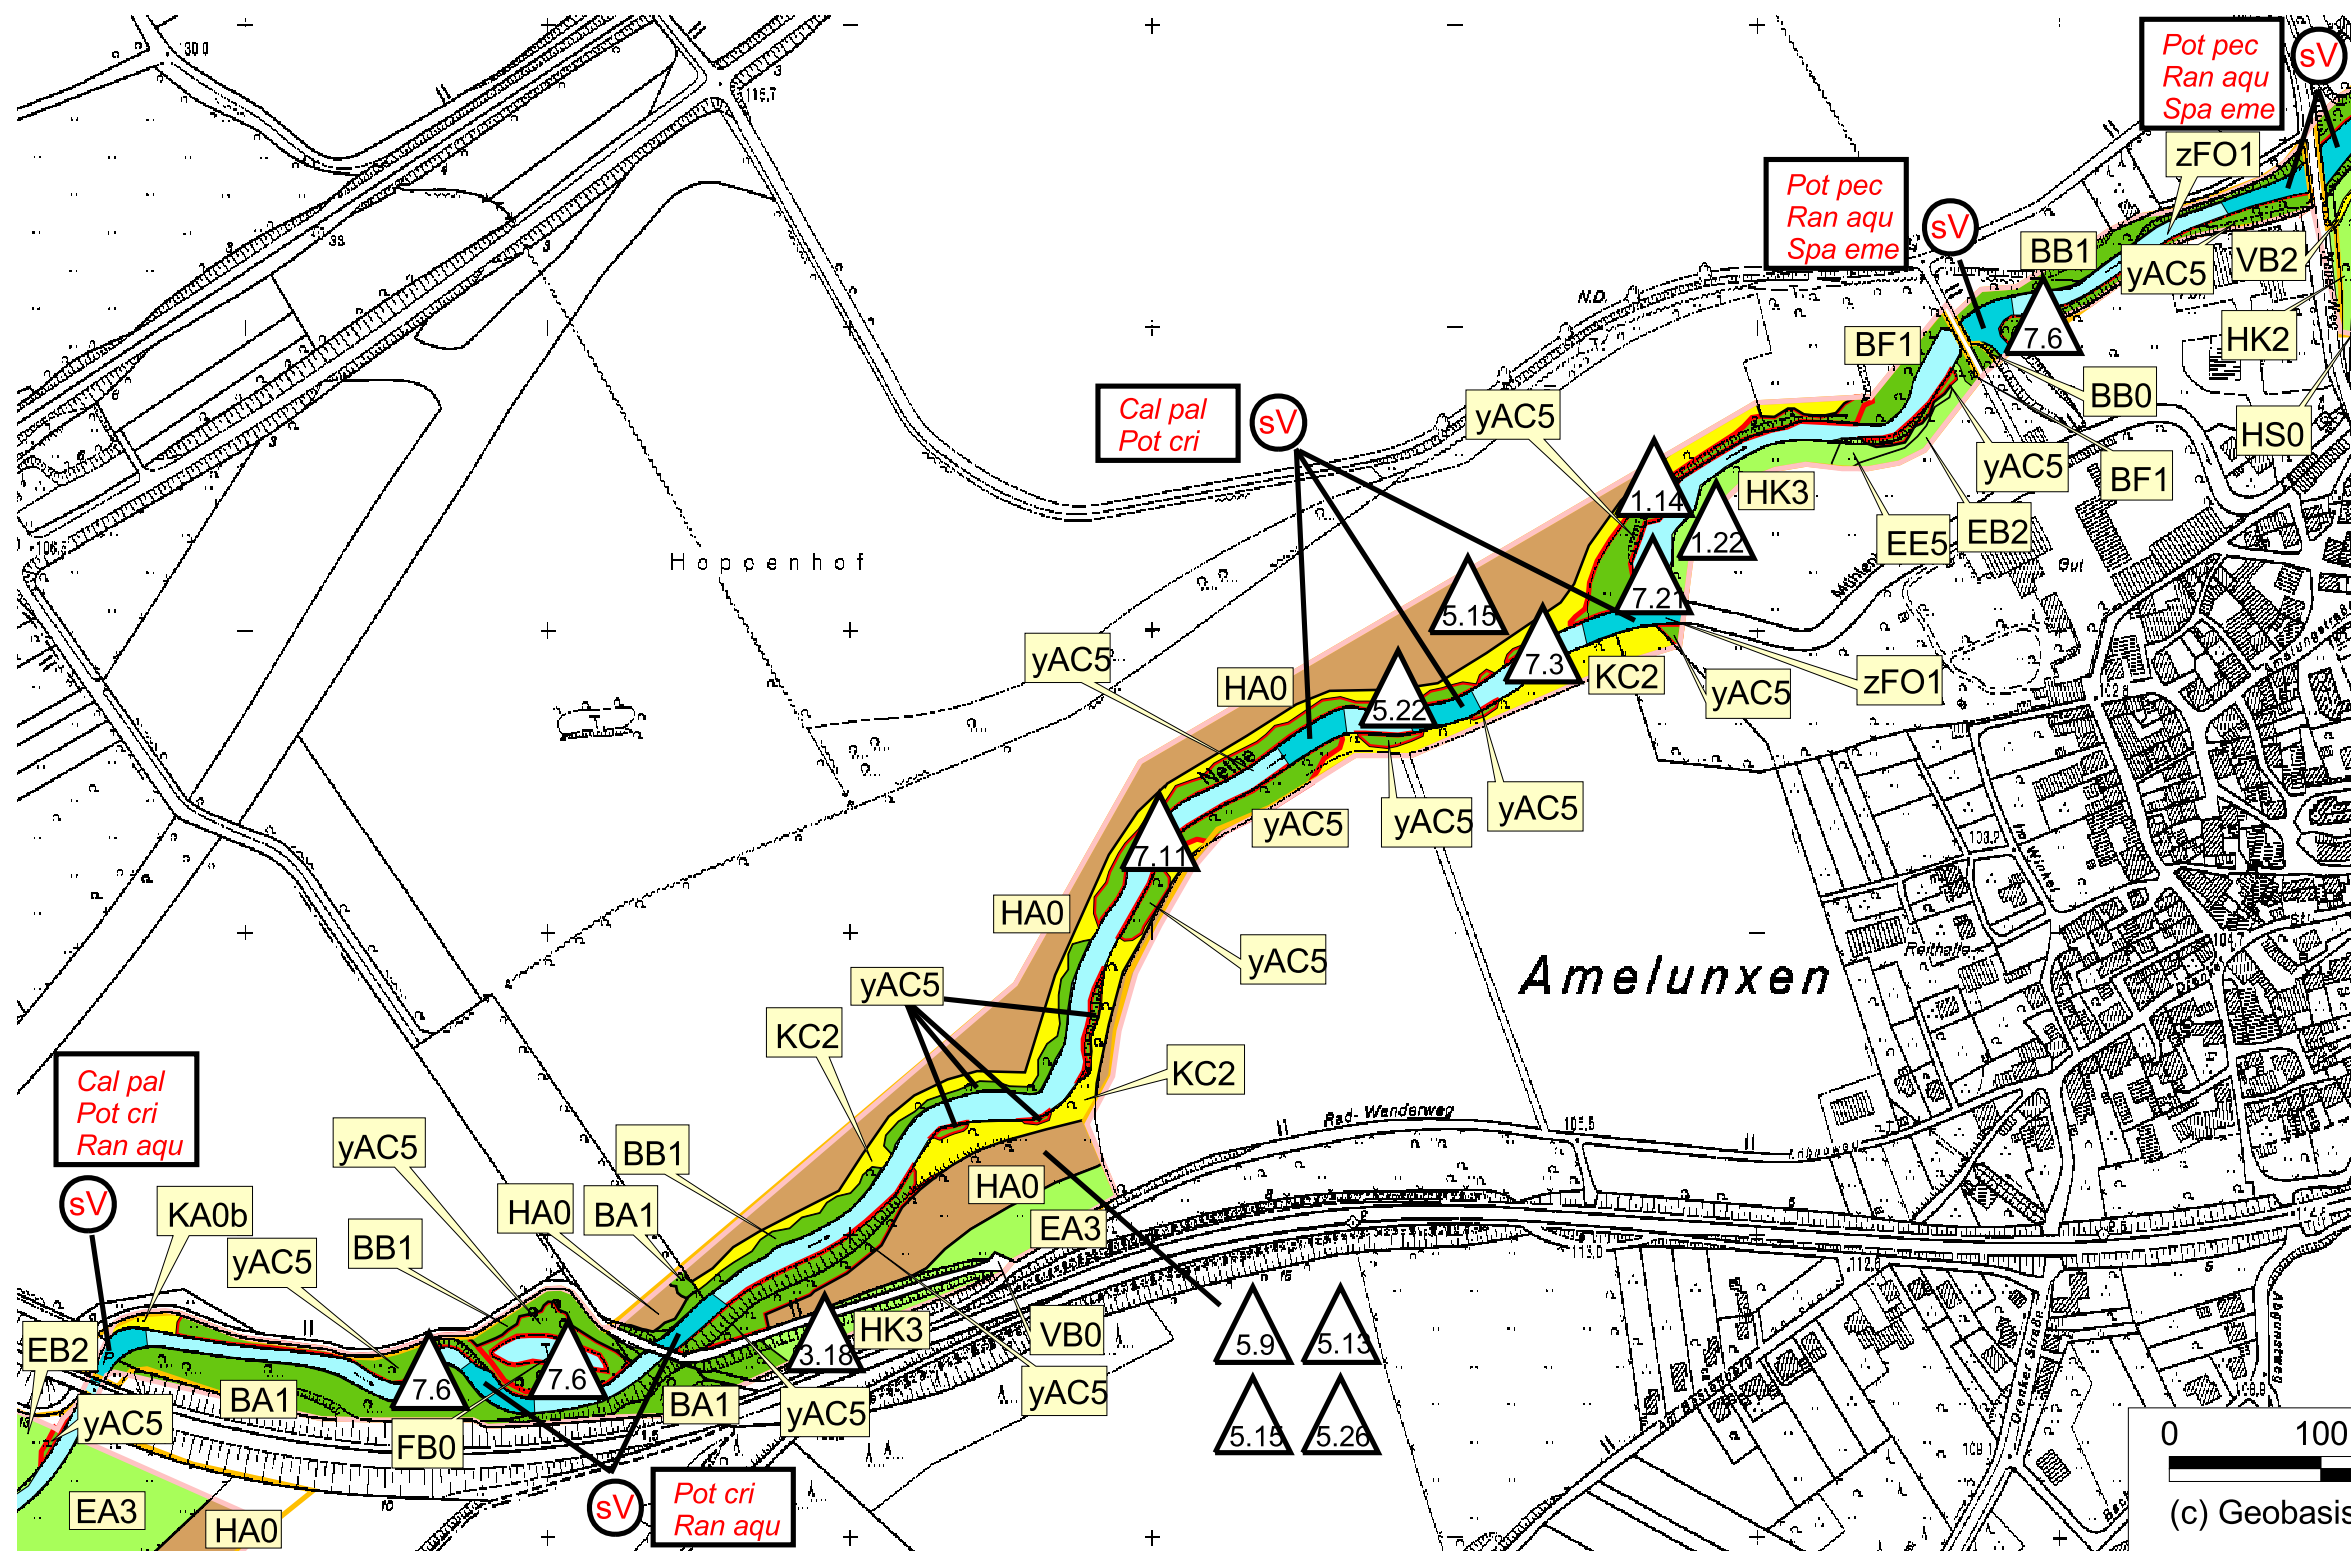 Pot pec
Ran aqu
Spa eme
sV
zFO1
Pot pec
Ran aqu
Spa eme
sV
BB1
yAC5
VB2
7.6
HK2
BF1
BB0
N.D.
Cal pal
Pot cri
sV
yAC5
HS0
yAC5
BF1
1.14
HK3
1.22
EE5
EB2
Hoppenhof
Gut
7.21
5.15
7.3
yAC5
HA0
KC2
yAC5
zFO1
5.22
Nethe
yAC5
yAC5
yAC5
7.11
HA0
yAC5
Reithalle
Amelunxen
yAC5
KC2
KC2
Rad- Wanderweg
Cal pal
Pot cri
Ran aqu
yAC5
BB1
HA0
sV
KA0b
HA0
BA1
EA3
BB1
yAC5
5.9
5.13
EB2
HK3
VB0
3.18
7.6
7.6
BA1
yAC5
BA1
yAC5
yAC5
FB0
5.15
5.26
Drenker Straße
0
100
EA3
HA0
sV
Pot cri
Ran aqu
(c) Geobasis